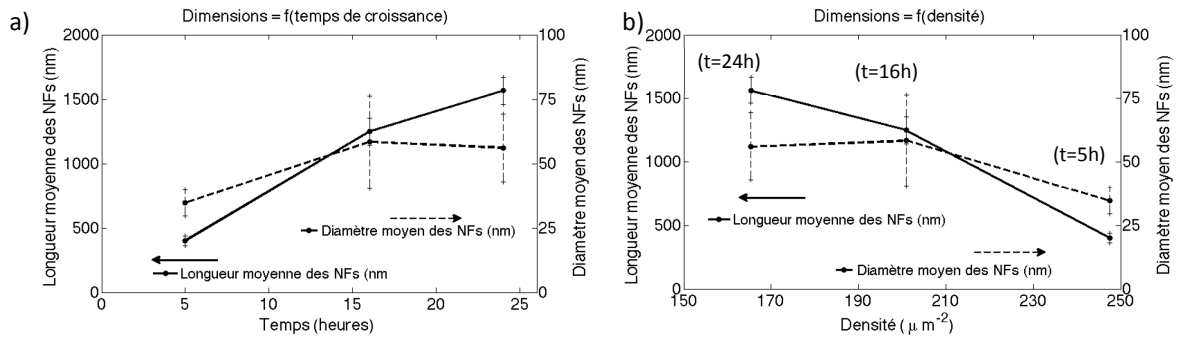 a)
Dimensions = f(temps de croissance)
Longueur moyenne des NFs (nm)
2000
1500
1000
500
0
100
75
50
25
0
Diamètre moyen des NFs (nm)
Diamètre moyen des NFs (nm)
Longueur moyenne des NFs (nm
0 5 10 15 20 25
Temps (heures)
b)
Dimensions = f(densité)
Longueur moyenne des NFs (nm)
2000
1500
1000
500
0
(t=24h)
(t=16h)
(t=5h)
100
75
50
25
0
Diamètre moyen des NFs (nm)
Longueur moyenne des NFs (nm)
Diamètre moyen des NFs (nm)
150 170 190 210 230 250
Densité ( μ m-2)